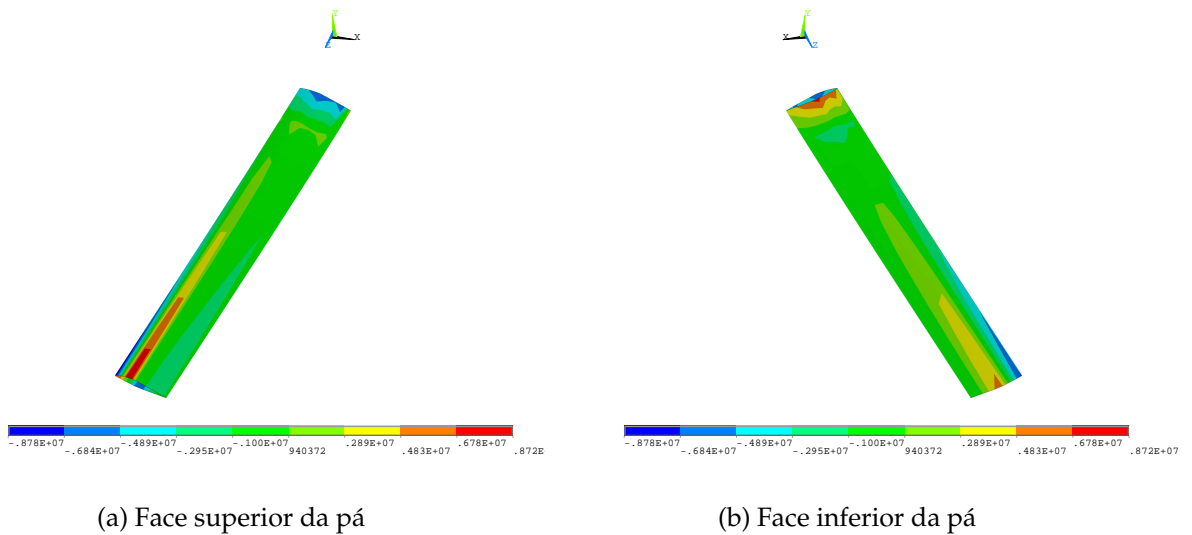 Y
X
Z
Y
X
Z
-.878E+07
-.684E+07
-.489E+07
-.295E+07
-.100E+07
940372
.289E+07
.483E+07
.678E+07
.872E
-.878E+07
-.684E+07
-.489E+07
-.295E+07
-.100E+07
940372
.289E+07
.483E+07
.678E+07
.872E+07
(a) Face superior da pá
(b) Face inferior da pá